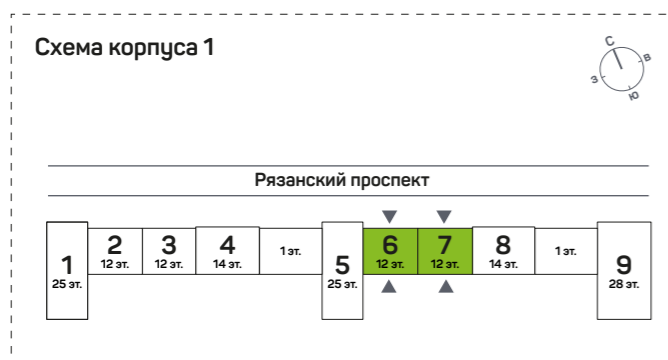 Схема корпуса 1
С
В
З
Ю
Рязанский проспект
1
25 эт.
2
12 эт.
3
12 эт.
4
14 эт.
1 эт.
5
25 эт.
6
12 эт.
7
12 эт.
8
14 эт.
1 эт.
9
28 эт.